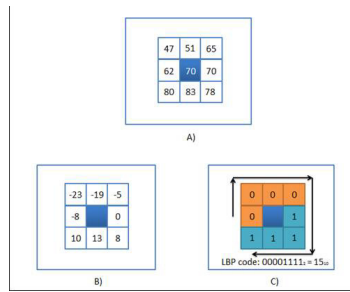 47 51 65
62 70 70
80 83 78
A)
-23 -19 -5
-8 0
10 13 8
B)
0 0 0
0 1
1 1 1
LBP code: 00001111₂ = 15₁₀
C)